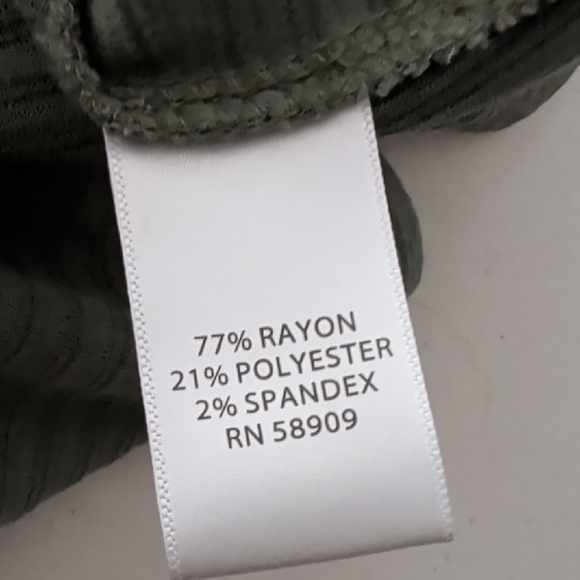 77% RAYON
21% POLYESTER
2% SPANDEX
RN 58909